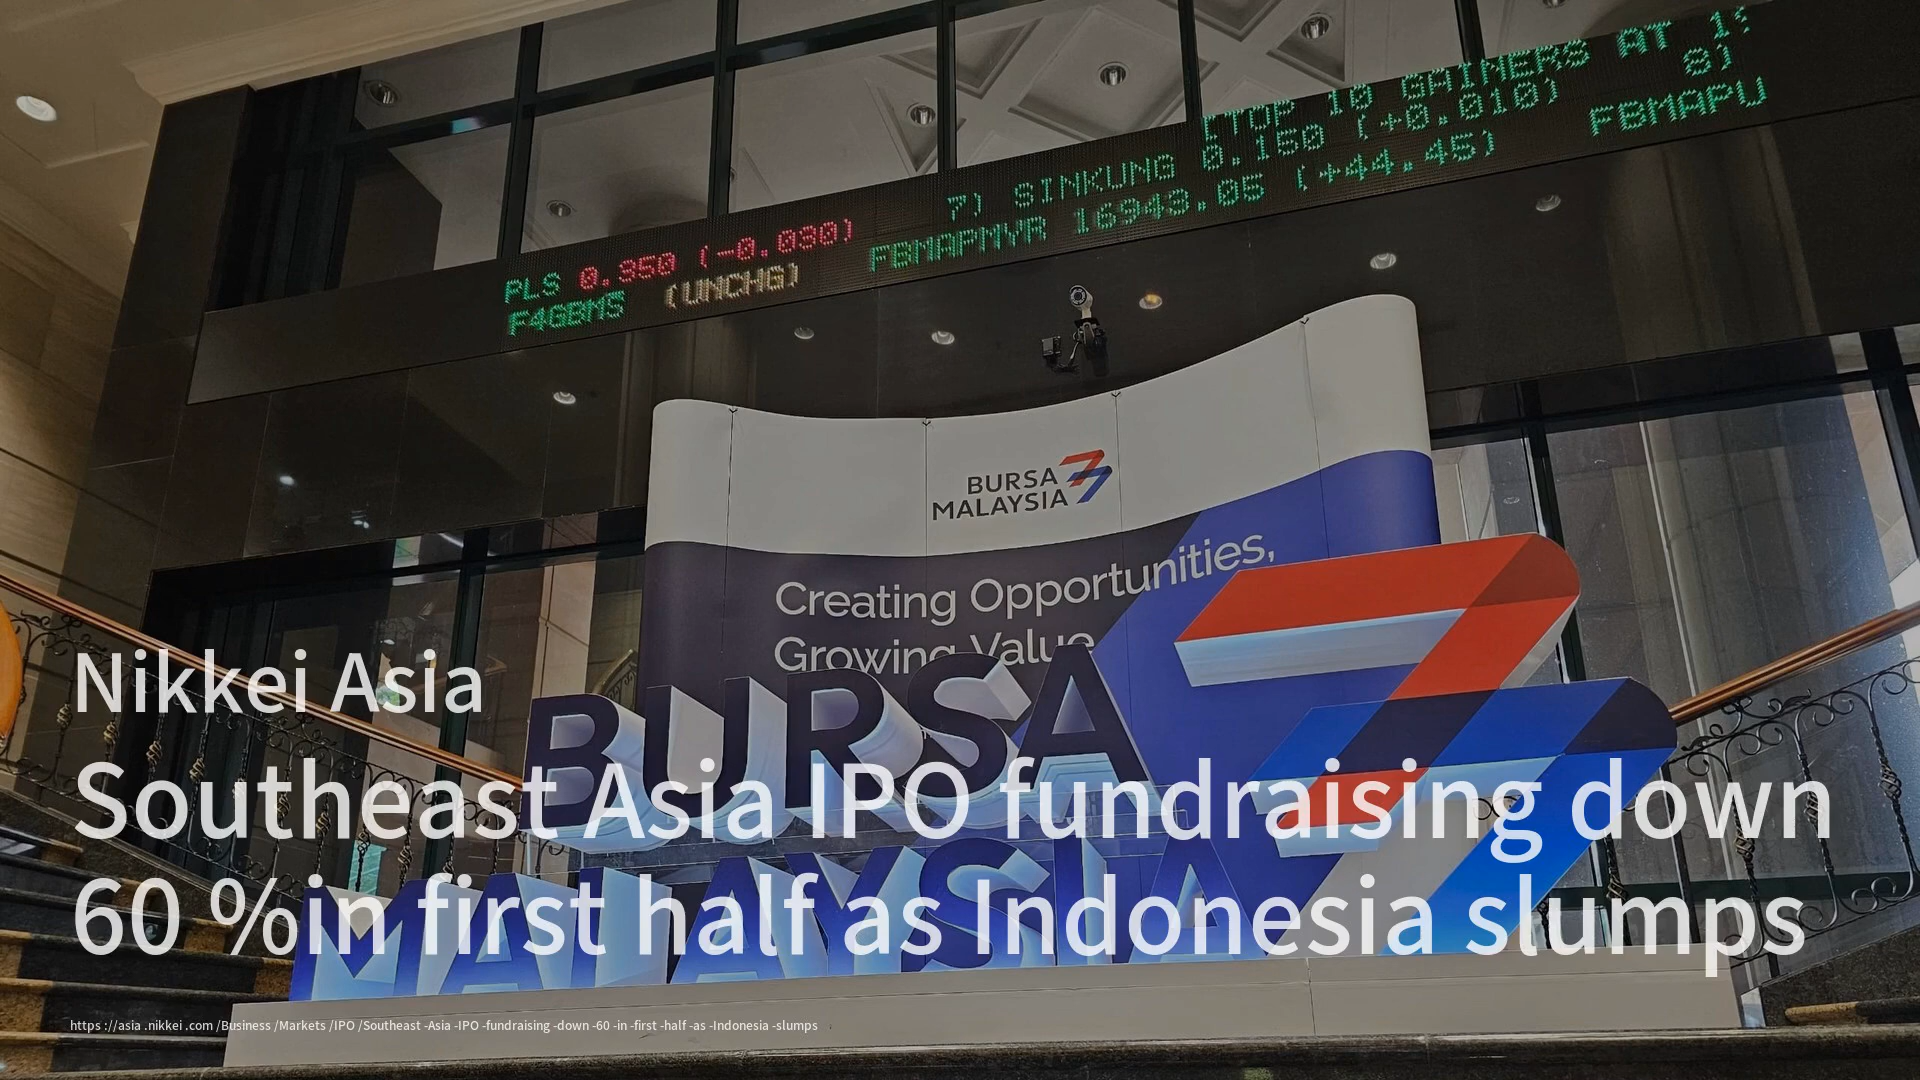 [TOP 10 GAINERS AT 1:
8)
7) SINKUNG 0.160 (+0.010)
PLS 0.350 (-0.030)
FBMAPMYR 16943.05 (+44.45)
FBMAPU
F4GBMS (UNCHG)
BURSA
MALAYSIA
Creating Opportunities,
Growing Value
BURSA
MALAYSIA
Nikkei Asia
Southeast Asia IPO fundraising down
60 %in first half as Indonesia slumps
https ://asia .nikkei .com /Business /Markets /IPO /Southeast -Asia -IPO -fundraising -down -60 -in -first -half -as -Indonesia -slumps